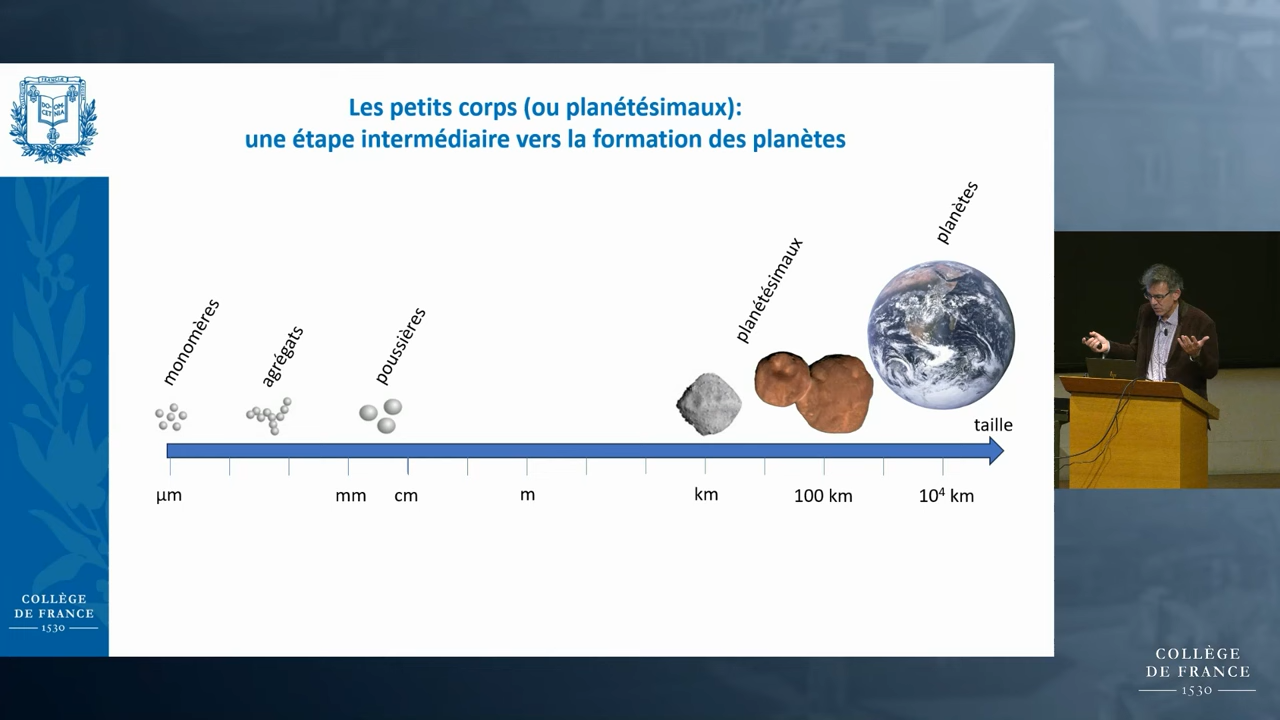 Les petits corps (ou planétésimaux):
une étape intermédiaire vers la formation des planètes
monomères
agrégats
poussières
planétésimaux
planètes
taille
µm
mm
cm
m
km
100 km
10⁴ km
COLLÈGE
DE FRANCE
1530
COLLÈGE
DE FRANCE
1530